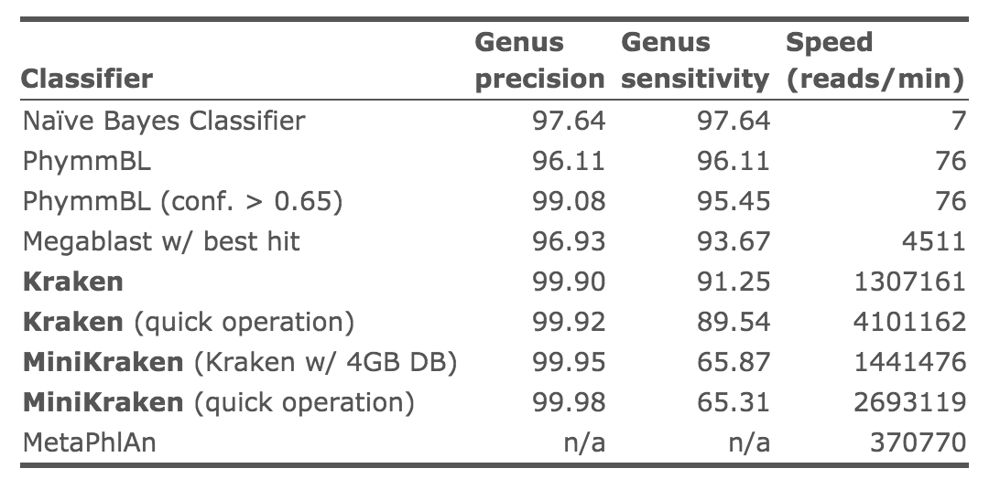 Classifier Genus precision Genus sensitivity Speed (reads/min)
Naïve Bayes Classifier 97.64 97.64 7
PhymmBL 96.11 96.11 76
PhymmBL (conf. > 0.65) 99.08 95.45 76
Megablast w/ best hit 96.93 93.67 4511
Kraken 99.90 91.25 1307161
Kraken (quick operation) 99.92 89.54 4101162
MiniKraken (Kraken w/ 4GB DB) 99.95 65.87 1441476
MiniKraken (quick operation) 99.98 65.31 2693119
MetaPhlAn n/a n/a 370770